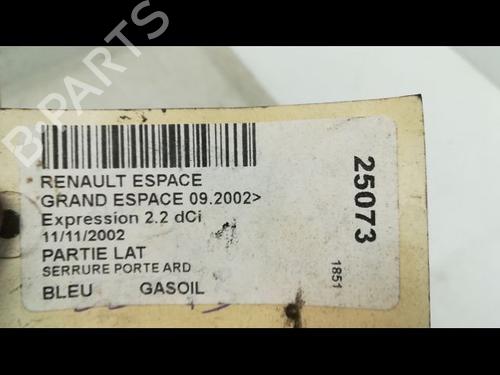 B-PARTS
RENAULT ESPACE
GRAND ESPACE 09.2002>
Expression 2.2 dCi
11/11/2002
PARTIE LAT
SERRURE PORTE ARD
BLEU GASOIL
25073
1851